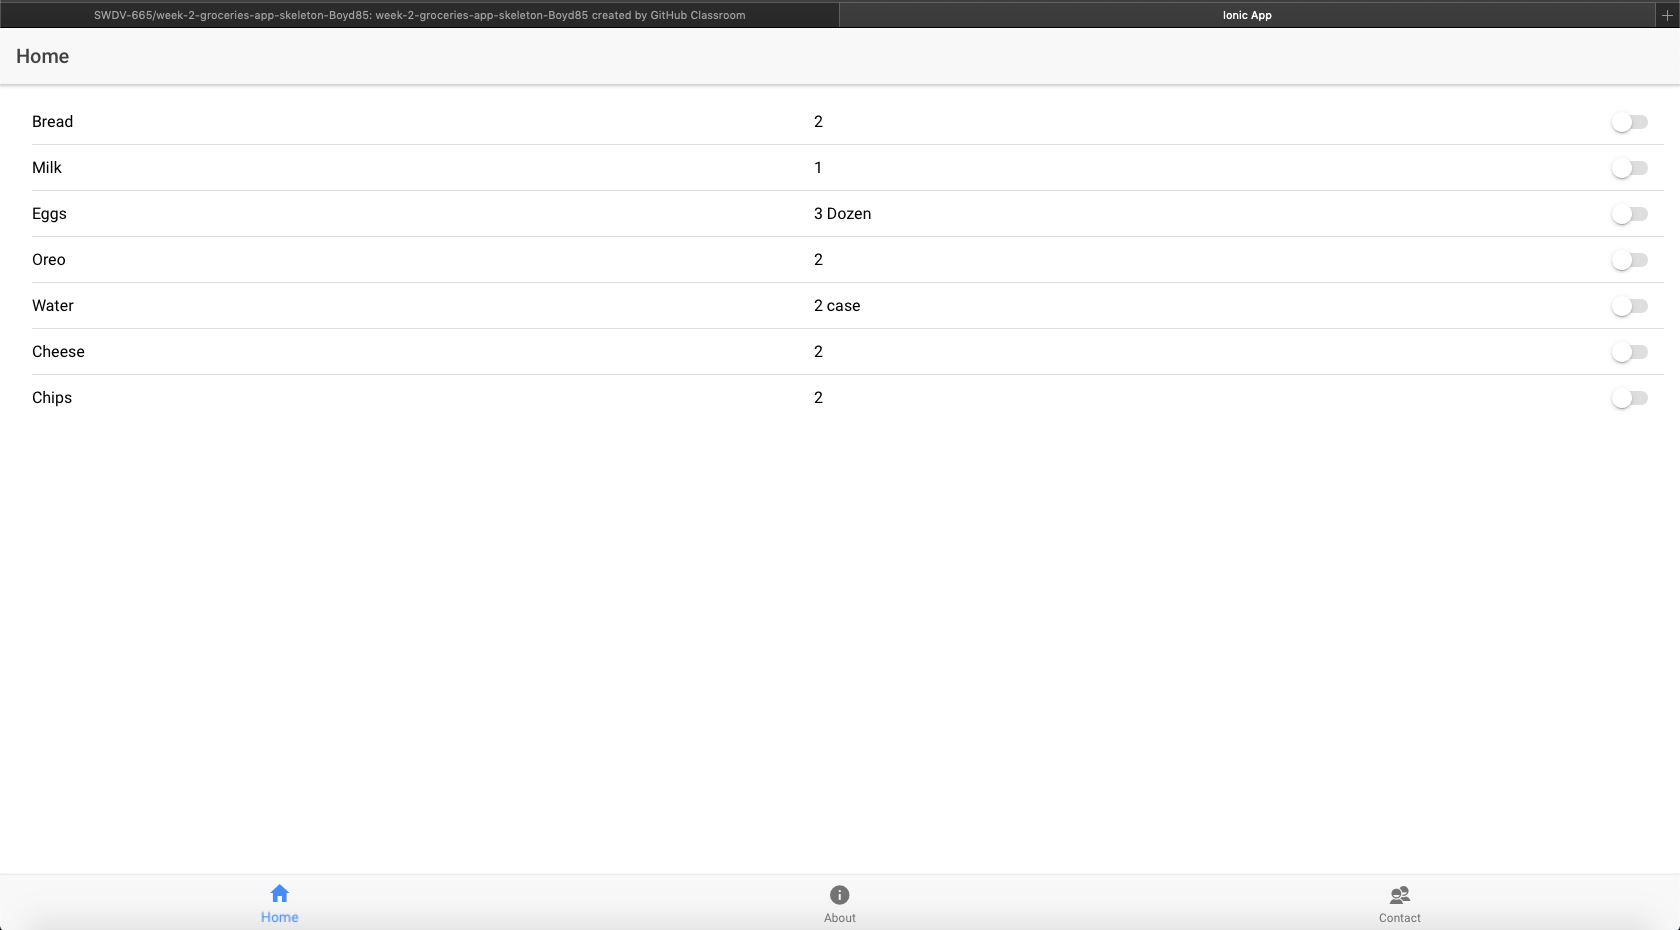 SWDV-665/week-2-groceries-app-skeleton-Boyd85: week-2-groceries-app-skeleton-Boyd85 created by GitHub Classroom
Ionic App
Home
Bread 2
Milk 1
Eggs 3 Dozen
Oreo 2
Water 2 case
Cheese 2
Chips 2
Home About Contact